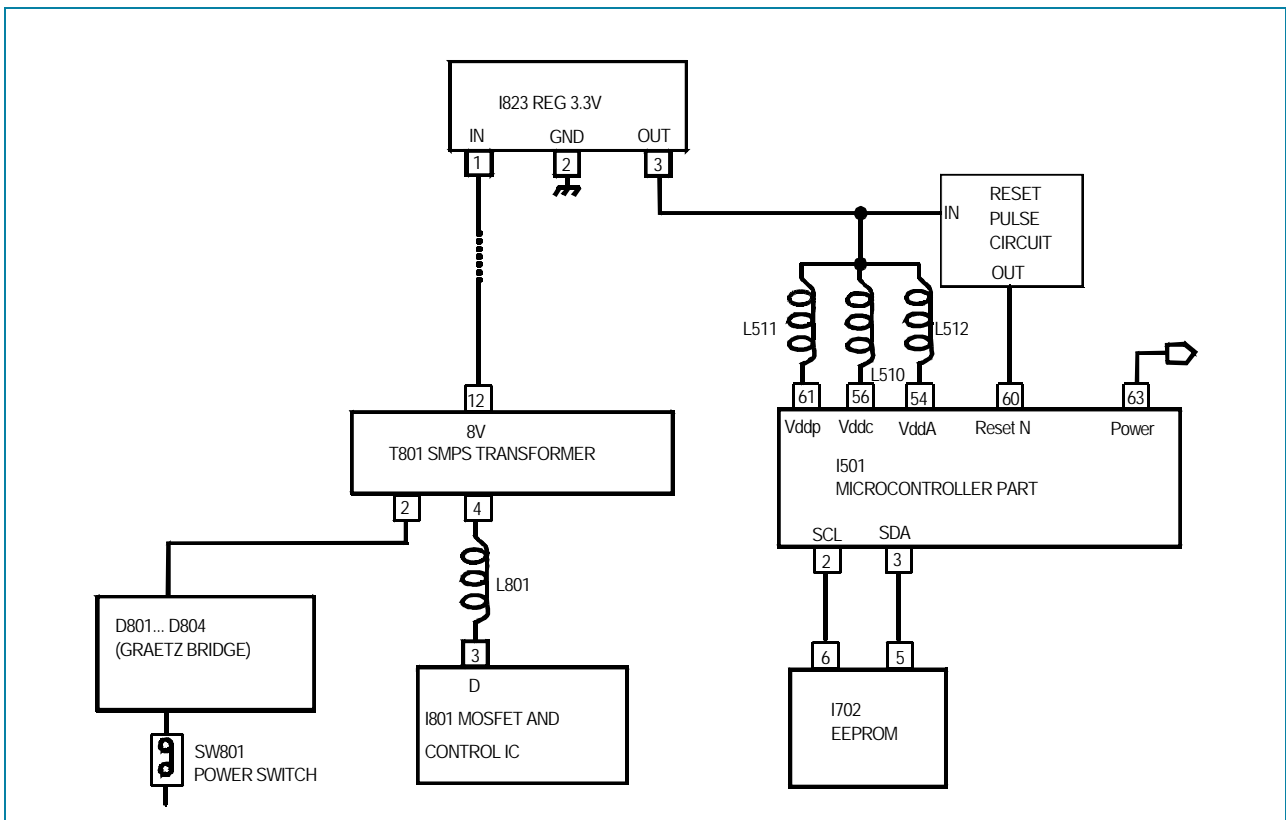 I823 REG 3.3V
IN GND OUT
1 2 3
RESET
PULSE
CIRCUIT
IN
OUT
L511
L512
L510
12
8V
T801 SMPS TRANSFORMER
2 4
61 56 54 60 63
Vddp Vddc VddA Reset N Power
I501
MICROCONTROLLER PART
SCL SDA
2 3
L801
D801... D804
(GRAETZ BRIDGE)
3
D
I801 MOSFET AND
CONTROL IC
6 5
I702
EEPROM
SW801
POWER SWITCH